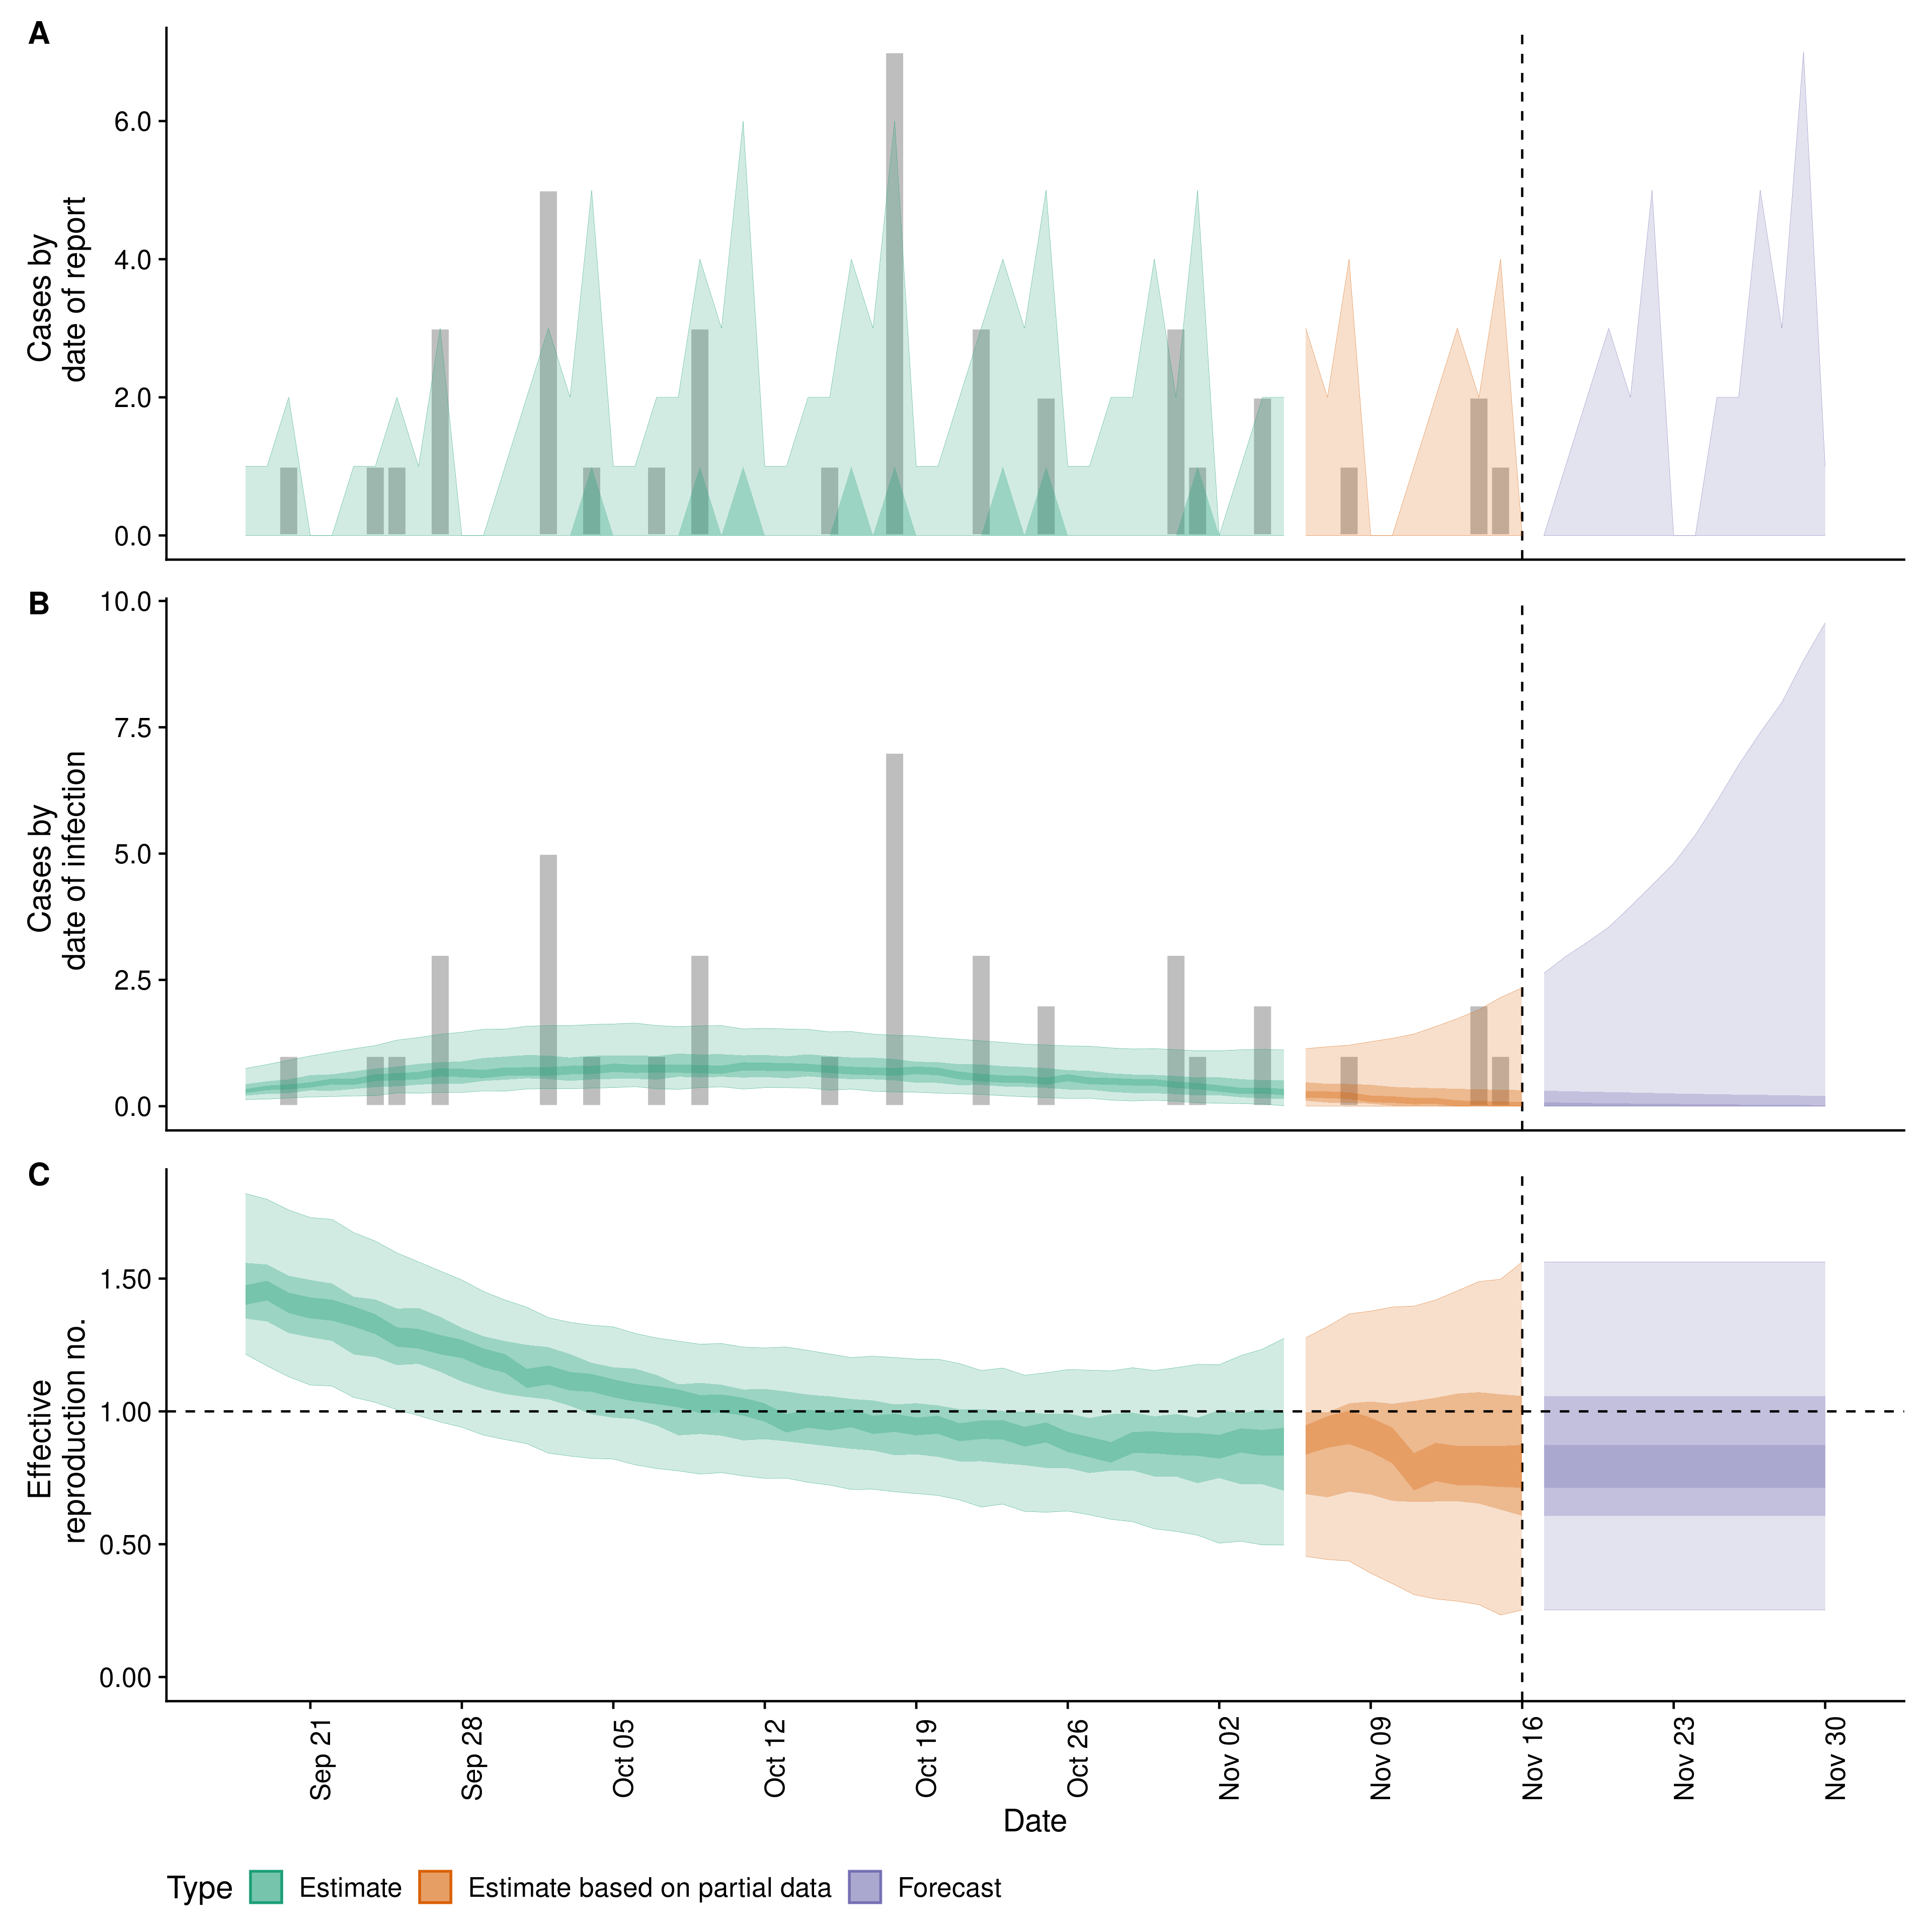 A
Cases by
date of report
6.0
4.0
2.0
0.0
B
Cases by
date of infection
10.0
7.5
5.0
2.5
0.0
C
Effective
reproduction no.
1.50
1.00
0.50
0.00
Sep 21
Sep 28
Oct 05
Oct 12
Oct 19
Oct 26
Nov 02
Nov 09
Nov 16
Nov 23
Nov 30
Date
Type Estimate Estimate based on partial data Forecast